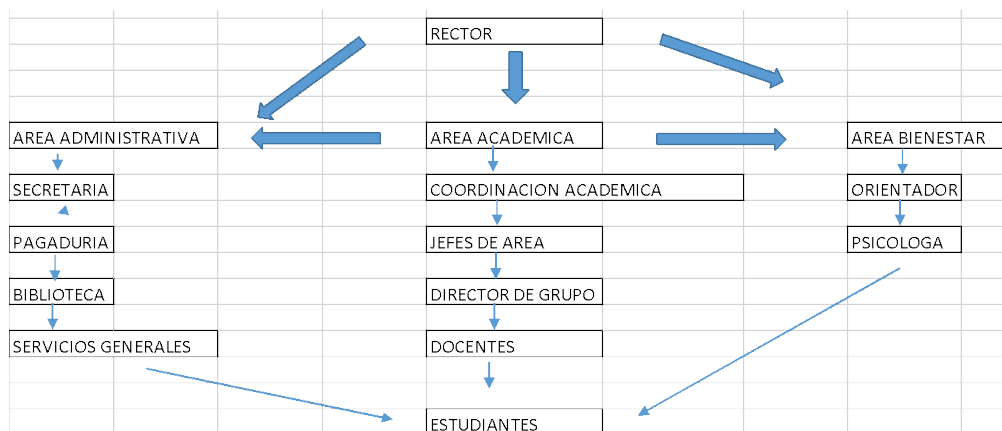 RECTOR
AREA ADMINISTRATIVA
AREA ACADEMICA
AREA BIENESTAR
SECRETARIA
COORDINACION ACADEMICA
ORIENTADOR
PAGADURIA
JEFES DE AREA
PSICOLOGA
BIBLIOTECA
DIRECTOR DE GRUPO
SERVICIOS GENERALES
DOCENTES
ESTUDIANTES